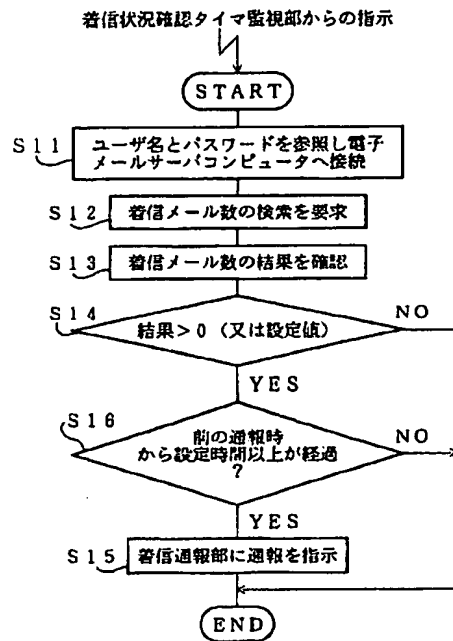 着信状況確認タイマ監視部からの指示
START
S11
ユーザ名とパスワードを参照し電子
メールサーバコンピュータへ接続
S12
着信メール数の検索を要求
S13
着信メール数の結果を確認
S14
結果>0(又は設定値)
NO
YES
S16
前の通報時
から設定時間以上が経過
?
NO
YES
S15
着信通報部に通報を指示
END